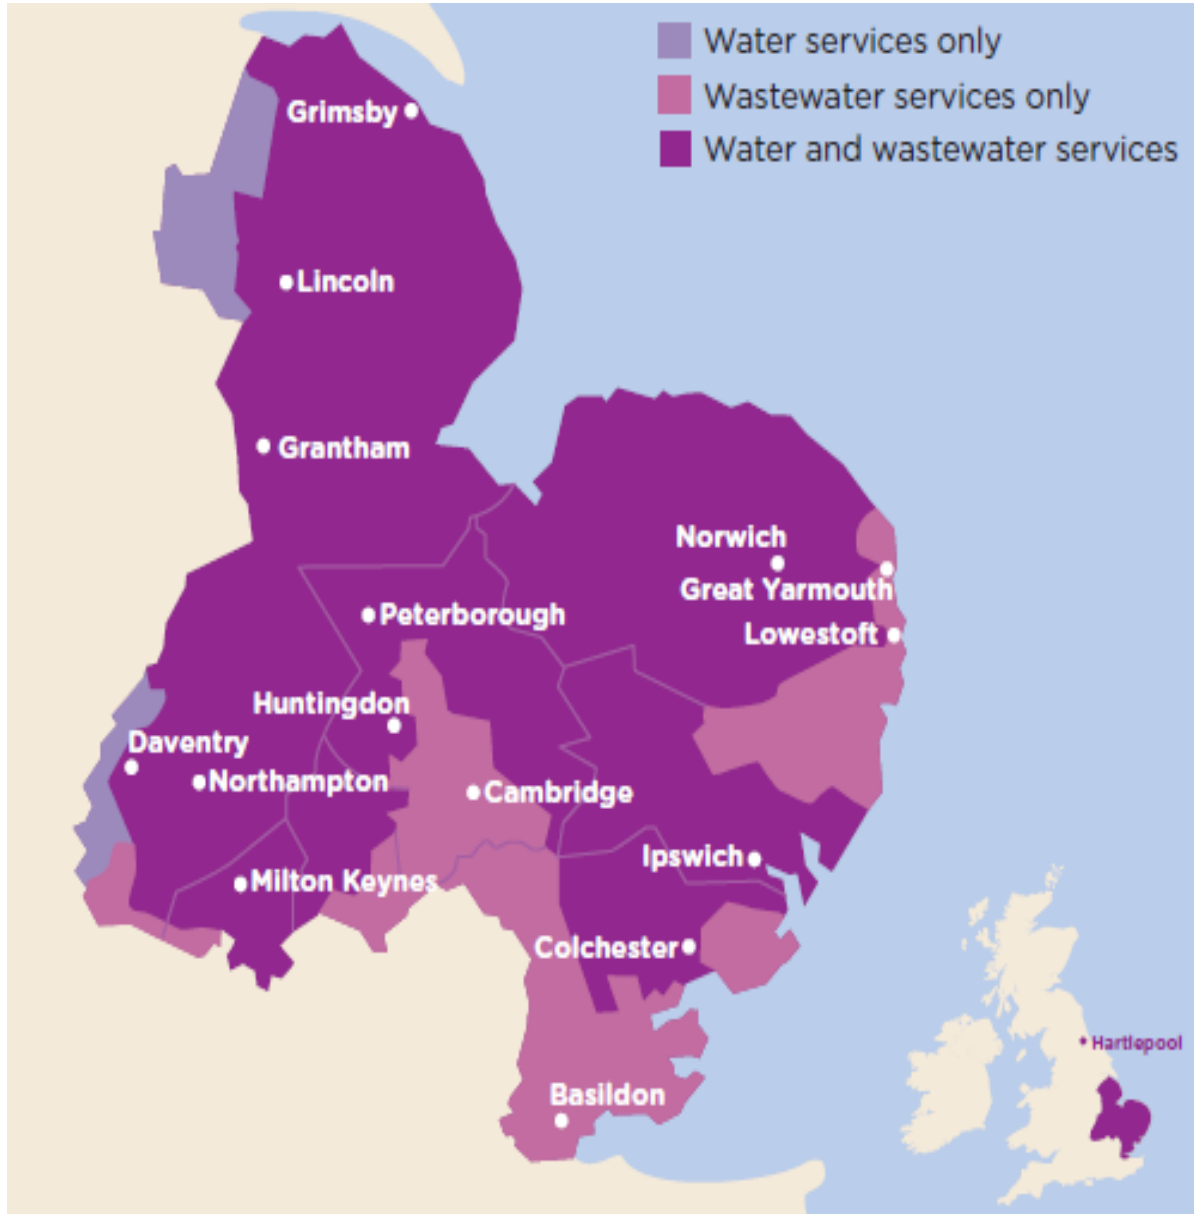 Water services only
Wastewater services only
Water and wastewater services
Grimsby
Lincoln
Grantham
Norwich
Great Yarmouth
Peterborough
Lowestoft
Huntingdon
Daventry
Northampton
Cambridge
Ipswich
Milton Keynes
Colchester
Hartlepool
Basildon